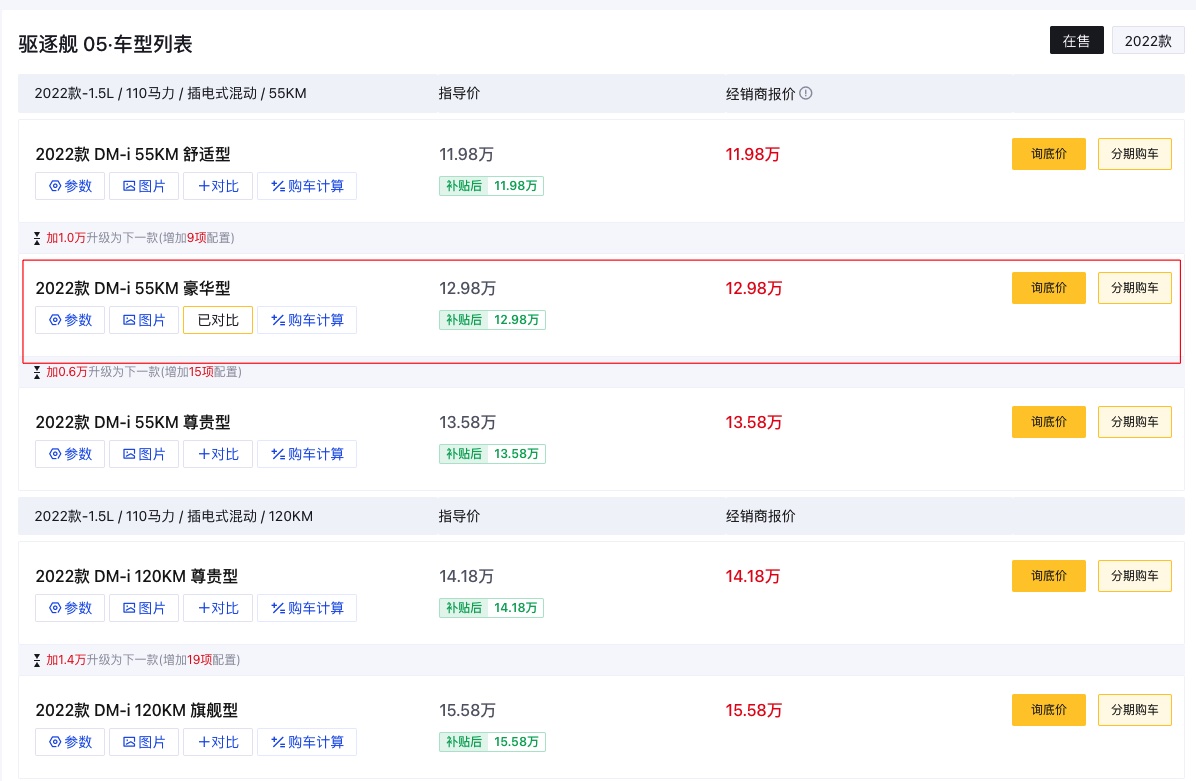 驱逐舰 05·车型列表
在售
2022款
2022款-1.5L / 110马力 / 插电式混动 / 55KM 指导价 经销商报价
2022款 DM-i 55KM 舒适型 11.98万 11.98万 询底价 分期购车
参数 图片 +对比 购车计算 补贴后 11.98万
加1.0万升级为下一款(增加9项配置)
2022款 DM-i 55KM 豪华型 12.98万 12.98万 询底价 分期购车
参数 图片 已对比 购车计算 补贴后 12.98万
加0.6万升级为下一款(增加15项配置)
2022款 DM-i 55KM 尊贵型 13.58万 13.58万 询底价 分期购车
参数 图片 +对比 购车计算 补贴后 13.58万
2022款-1.5L / 110马力 / 插电式混动 / 120KM 指导价 经销商报价
2022款 DM-i 120KM 尊贵型 14.18万 14.18万 询底价 分期购车
参数 图片 +对比 购车计算 补贴后 14.18万
加1.4万升级为下一款(增加19项配置)
2022款 DM-i 120KM 旗舰型 15.58万 15.58万 询底价 分期购车
参数 图片 +对比 购车计算 补贴后 15.58万